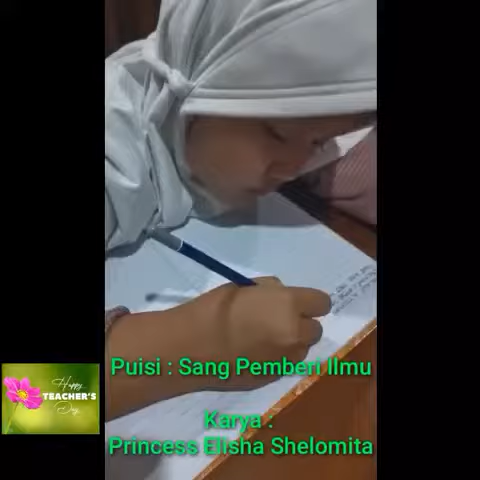 Puisi : Sang Pemberi Ilmu
Karya :
Princess Elisha Shelomita
Happy
TEACHER'S
Day